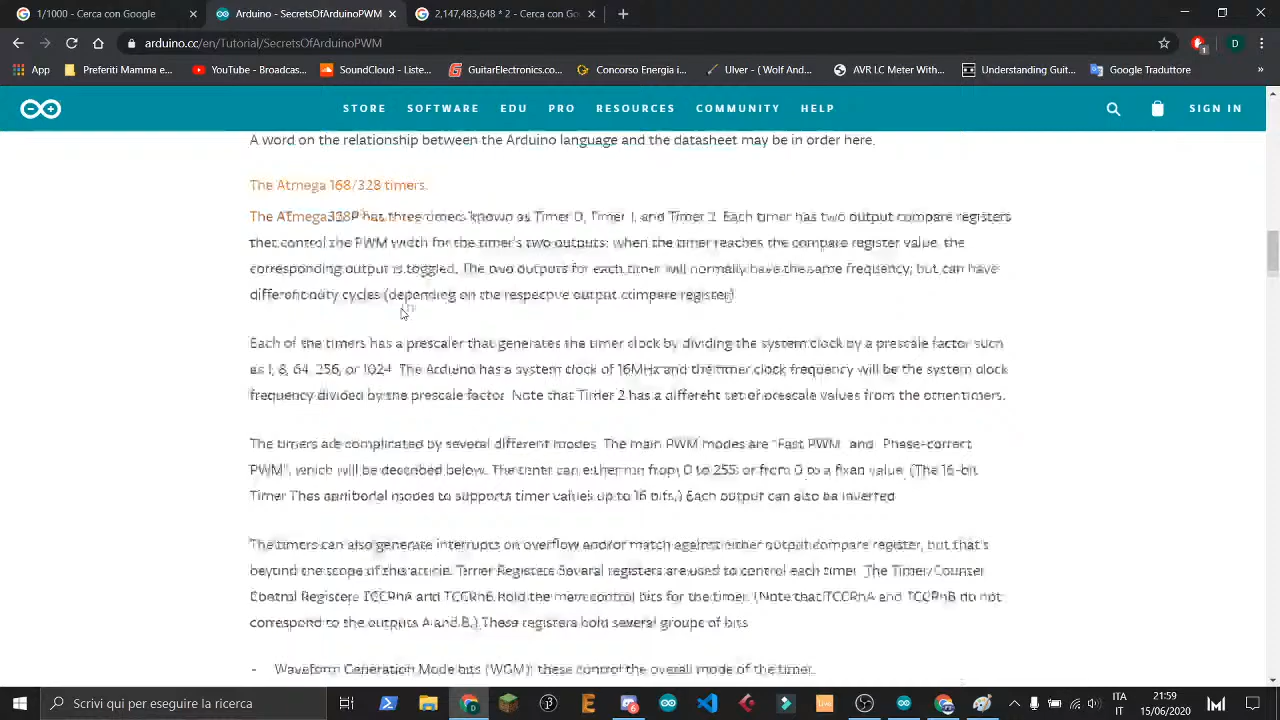 1/1000 - Cerca con Google
Arduino - SecretsOfArduinoPWM
2,147,483,648 * 2 - Cerca con Go
arduino.cc/en/Tutorial/SecretsOfArduinoPWM
D
App
Preferiti Mamma e...
YouTube - Broadcas...
SoundCloud - Liste...
GuitarElectronics.co...
Concorso Energia i...
Ulver - ( Wolf And...
AVR LC Meter With...
Understanding Guit...
Google Traduttore
STORE SOFTWARE EDU PRO RESOURCES COMMUNITY HELP
SIGN IN
A word on the relationship between the Arduino language and the datasheet may be in order here.
The Atmega 168/328 timers.
The ATmega328P has three timers known as Timer 0, Timer 1, and Timer 2. Each timer has two output compare registers
that control the PWM width for the timer's two outputs: when the timer reaches the compare register value, the
corresponding output is toggled. The two outputs for each timer will normally have the same frequency, but can have
different duty cycles (depending on the respective output compare register)
Each of the timers has a prescaler that generates the timer clock by dividing the system clock by a prescale factor such
as 1, 8, 64, 256, or 1024. The Arduino has a system clock of 16MHz and the timer clock frequency will be the system clock
frequency divided by the prescale factor. Note that Timer 2 has a different set of prescale values from the other timers.
The timers are complicated by several different modes. The main PWM modes are "Fast PWM" and "Phase-correct
PWM", which will be described below. The timer can either run from 0 to 255, or from 0 to a fixed value. (The 16-bit
Timer 1 has additional modes to supports timer values up to 16 bits.) Each output can also be inverted.
The timers can also generate interrupts on overflow and/or match against either output compare register, but that's
beyond the scope of this article. Timer Registers Several registers are used to control each timer. The Timer/Counter
Control Registers TCCRnA and TCCRnB hold the main control bits for the timer. (Note that TCCRnA and TCCRnB do not
correspond to the outputs A and B.) These registers hold several groups of bits
- Waveform Generation Mode bits (WGM): these control the overall mode of the timer.
Scrivi qui per eseguire la ricerca
ITA
IT
21:59
15/06/2020